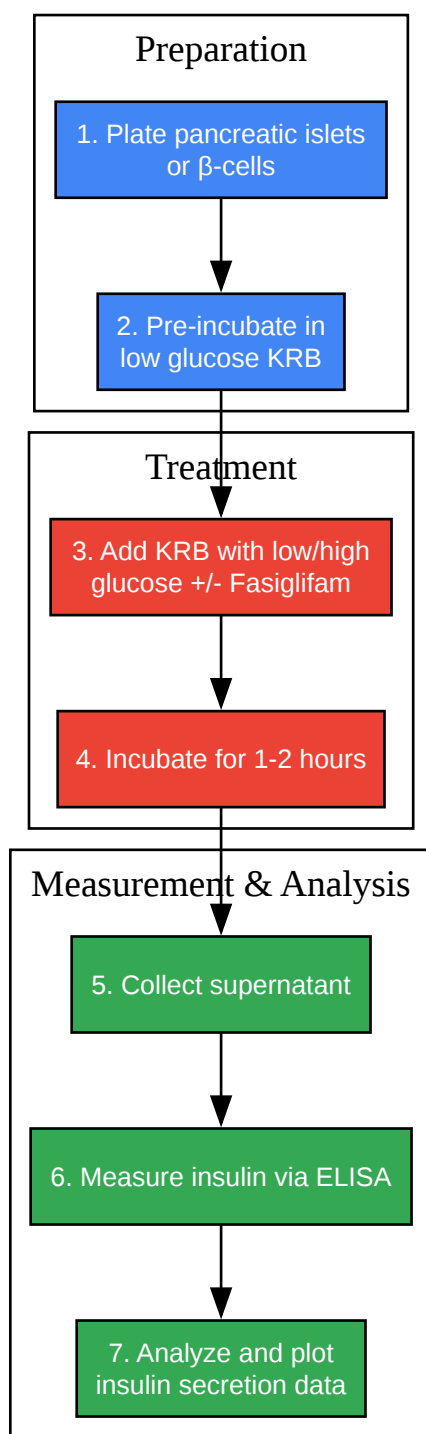 Preparation
1. Plate pancreatic islets
or β-cells
2. Pre-incubate in
low glucose KRB
Treatment
3. Add KRB with low/high
glucose +/- Fasiglifam
4. Incubate for 1-2 hours
Measurement & Analysis
5. Collect supernatant
6. Measure insulin via ELISA
7. Analyze and plot
insulin secretion data